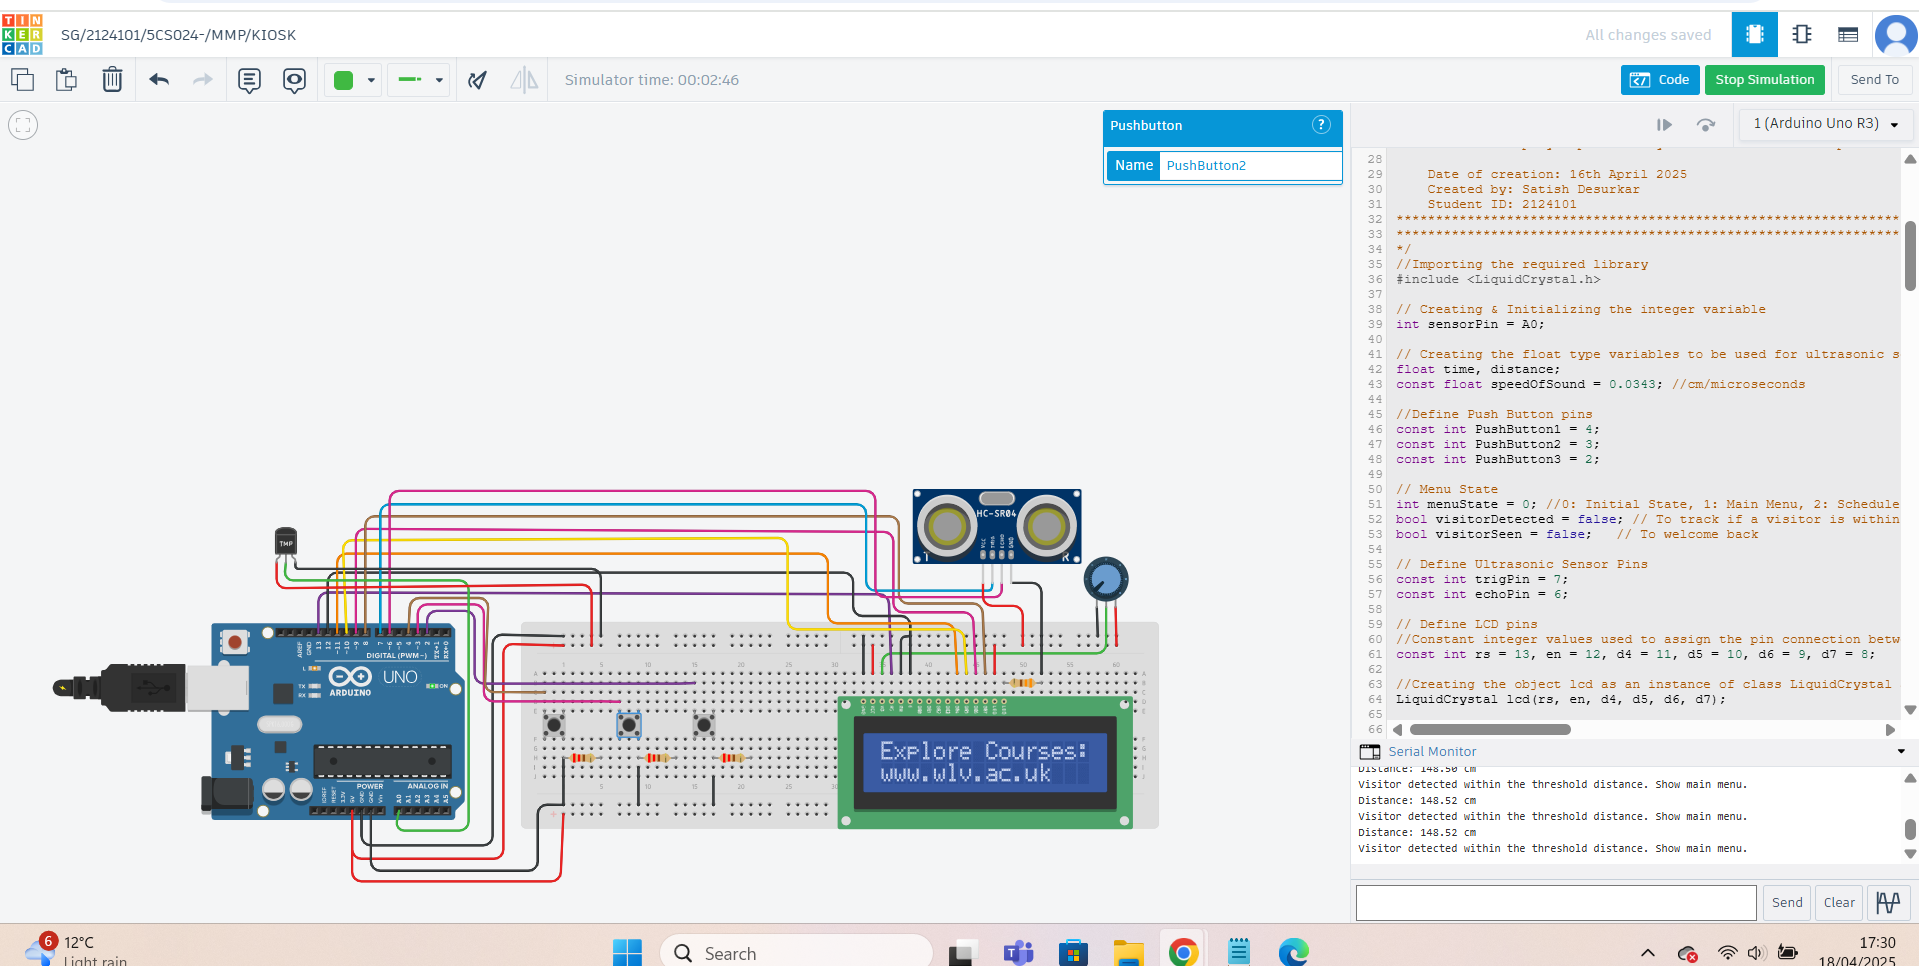 TINKERCAD
SG/2124101/5CS024-/MMP/KIOSK
All changes saved
Simulator time: 00:02:46
Code
Stop Simulation
Send To
Pushbutton
?
Name
PushButton2
1 (Arduino Uno R3)
28
29 Date of creation: 16th April 2025
30 Created by: Satish Desurkar
31 Student ID: 2124101
32 ****************************************************************
33 ****************************************************************
34 */
35 //Importing the required library
36 #include <LiquidCrystal.h>
37
38 // Creating & Initializing the integer variable
39 int sensorPin = A0;
40
41 // Creating the float type variables to be used for ultrasonic s
42 float time, distance;
43 const float speedOfSound = 0.0343; //cm/microseconds
44
45 //Define Push Button pins
46 const int PushButton1 = 4;
47 const int PushButton2 = 3;
48 const int PushButton3 = 2;
49
50 // Menu State
51 int menuState = 0; //0: Initial State, 1: Main Menu, 2: Schedule
52 bool visitorDetected = false; // To track if a visitor is within
53 bool visitorSeen = false;   // To welcome back
54
55 // Define Ultrasonic Sensor Pins
56 const int trigPin = 7;
57 const int echoPin = 6;
58
59 // Define LCD pins
60 //Constant integer values used to assign the pin connection betw
61 const int rs = 13, en = 12, d4 = 11, d5 = 10, d6 = 9, d7 = 8;
62
63 //Creating the object lcd as an instance of class LiquidCrystal
64 LiquidCrystal lcd(rs, en, d4, d5, d6, d7);
65
66
Serial Monitor
Distance: 148.50 cm
Visitor detected within the threshold distance. Show main menu.
Distance: 148.52 cm
Visitor detected within the threshold distance. Show main menu.
Distance: 148.52 cm
Visitor detected within the threshold distance. Show main menu.
Send
Clear
TMP
HC-SR04
T
R
DIGITAL (PWM~)
UNO
ARDUINO
L
TX
RX
ON
POWER
ANALOG IN
Explore Courses:
www.wlv.ac.uk
6
12°C
Light rain
Search
17:30
18/04/2025